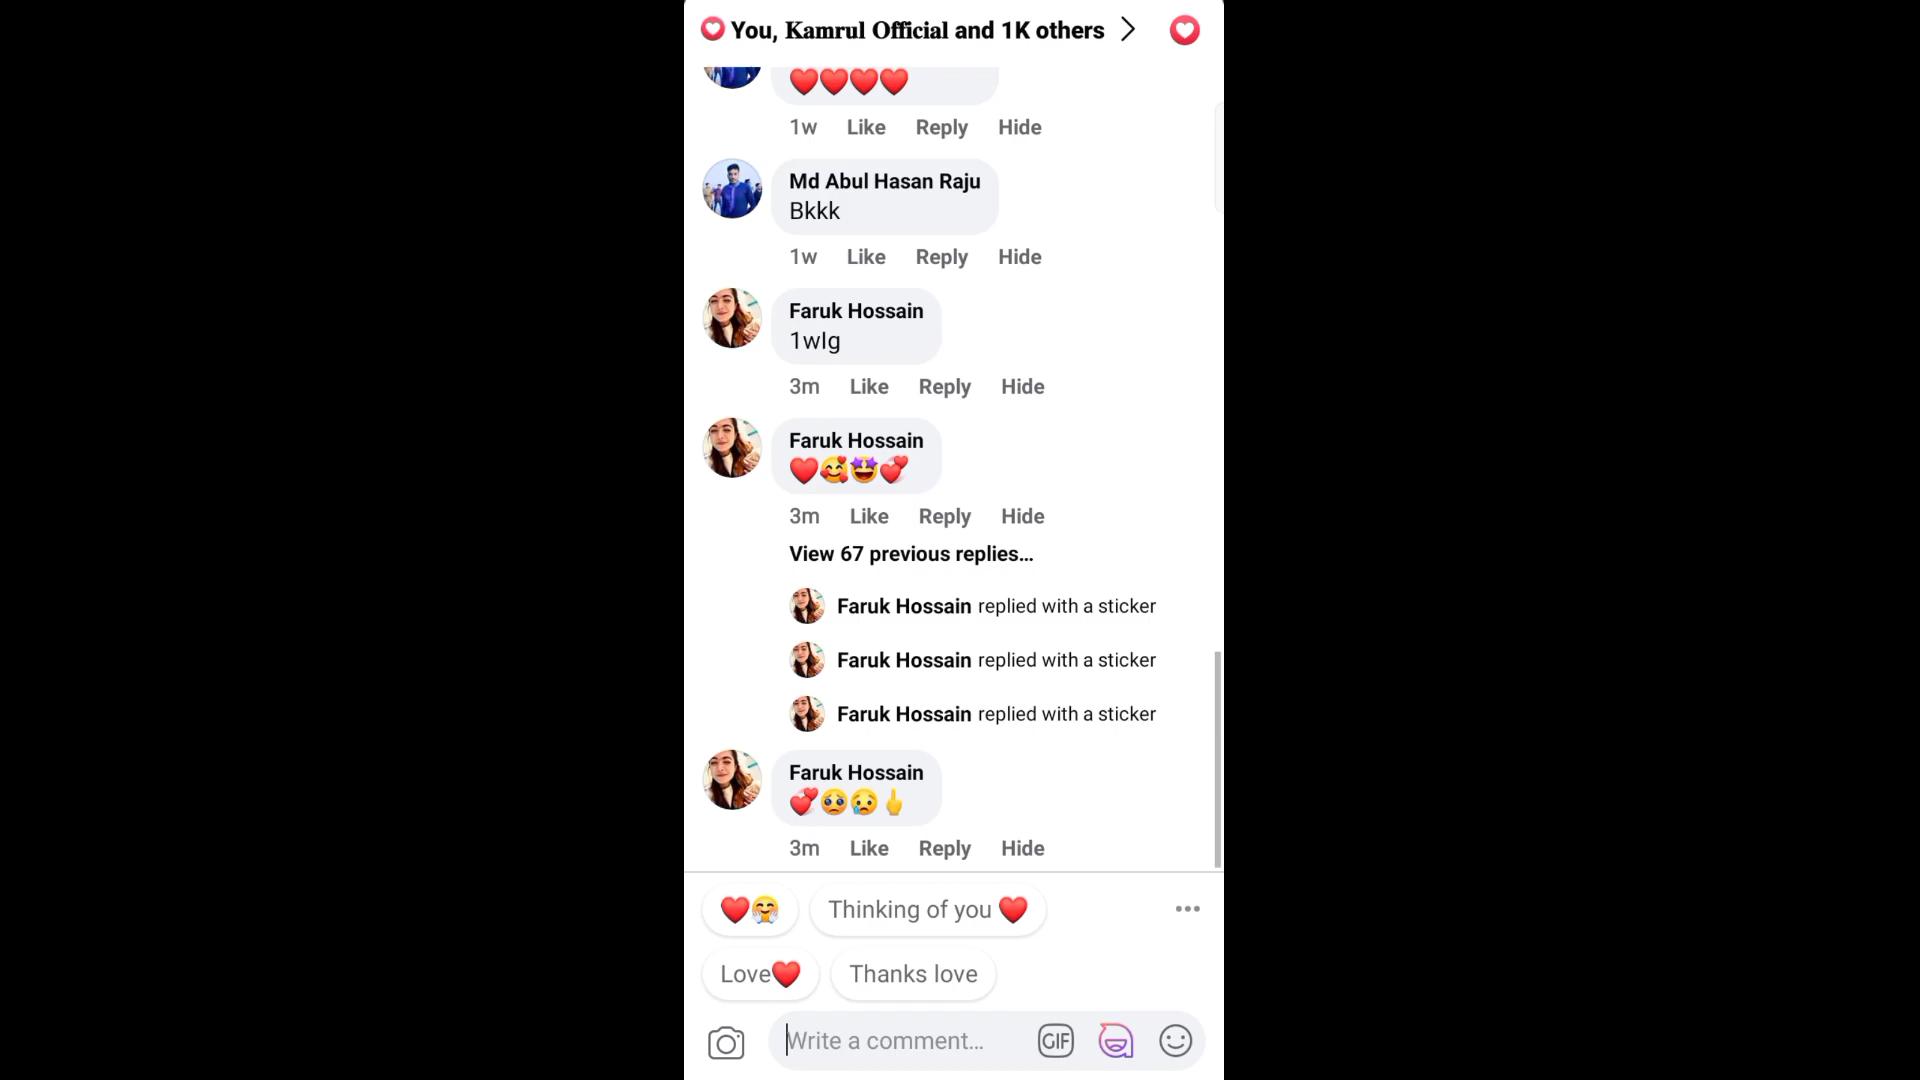 You, Kamrul Official and 1K others
❤️❤️❤️❤️
1w Like Reply Hide
Md Abul Hasan Raju
Bkkk
1w Like Reply Hide
Faruk Hossain
1wIg
3m Like Reply Hide
Faruk Hossain
❤️🥰🤩💞
3m Like Reply Hide
View 67 previous replies...
Faruk Hossain replied with a sticker
Faruk Hossain replied with a sticker
Faruk Hossain replied with a sticker
Faruk Hossain
💞🥺😢🖕
3m Like Reply Hide
❤️🤗 Thinking of you ❤️
Love❤️ Thanks love
Write a comment... GIF